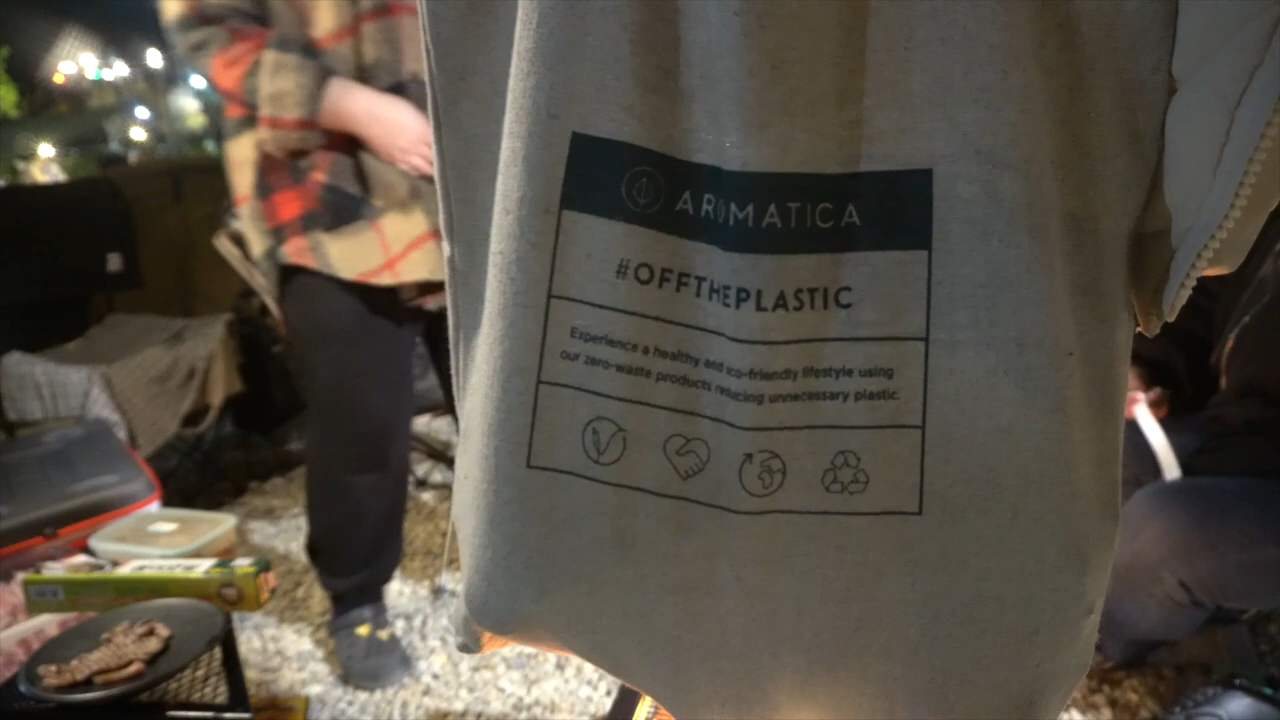 AROMATICA
#OFFTHEPLASTIC
Experience a healthy and eco-friendly lifestyle using
our zero-waste products reducing unnecessary plastic.